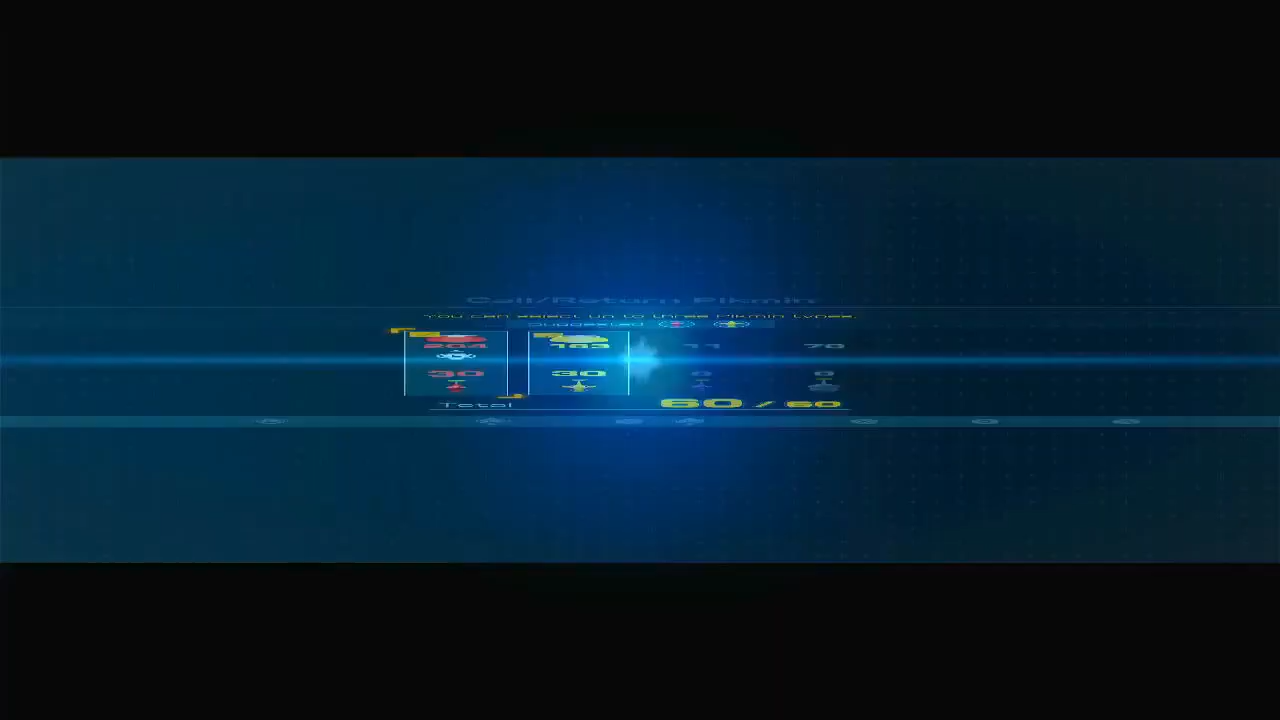 Call/Return Pikmin
You can select up to three Pikmin types.
Suggested
204 183 11 70
30 30 0 0
Total 60 / 60